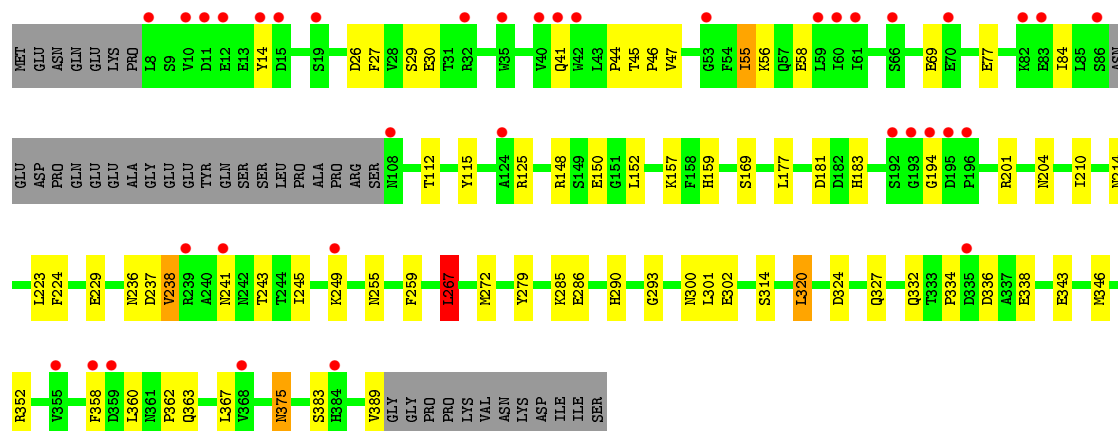 MET GLU ASN GLN GLU LYS PRO L8 S9 V10 D11 E12 E13 Y14 D15 S19 D26 F27 V28 S29 E30 T31 R32 W35 V40 Q41 W42 L43 P44 T45 P46 V47 G53 F54 I55 K56 Q57 E58 L59 I60 I61 S66 E69 E70 E77 K82 E83 I84 L85 S86 ASN
GLU ASP PRO GLN GLU GLU ALA GLY GLU GLU TYR GLN SER SER LEU PRO ALA PRO ARG SER N108 T112 Y115 A124 R125 R148 S149 E150 G151 L152 K157 F158 H159 S169 L177 D181 D182 H183 S192 G193 G194 D195 P196 R201 N204 I210
L223 F224 E229 N236 D237 V238 R239 A240 N241 N242 T243 T244 I245 K249 N255 F259 L267 M272 Y279 K285 E286 H290 G293 N300 L301 E302 S314 L320 D324 Q327 Q332 T333 P334 D335 D336 A337 E338 E343 M346
R352 V355 F358 D359 L360 N361 P362 Q363 L367 V368 N375 S383 H384 V389 GLY GLY PRO PRO LYS VAL ASN LYS ASP ILE ILE SER